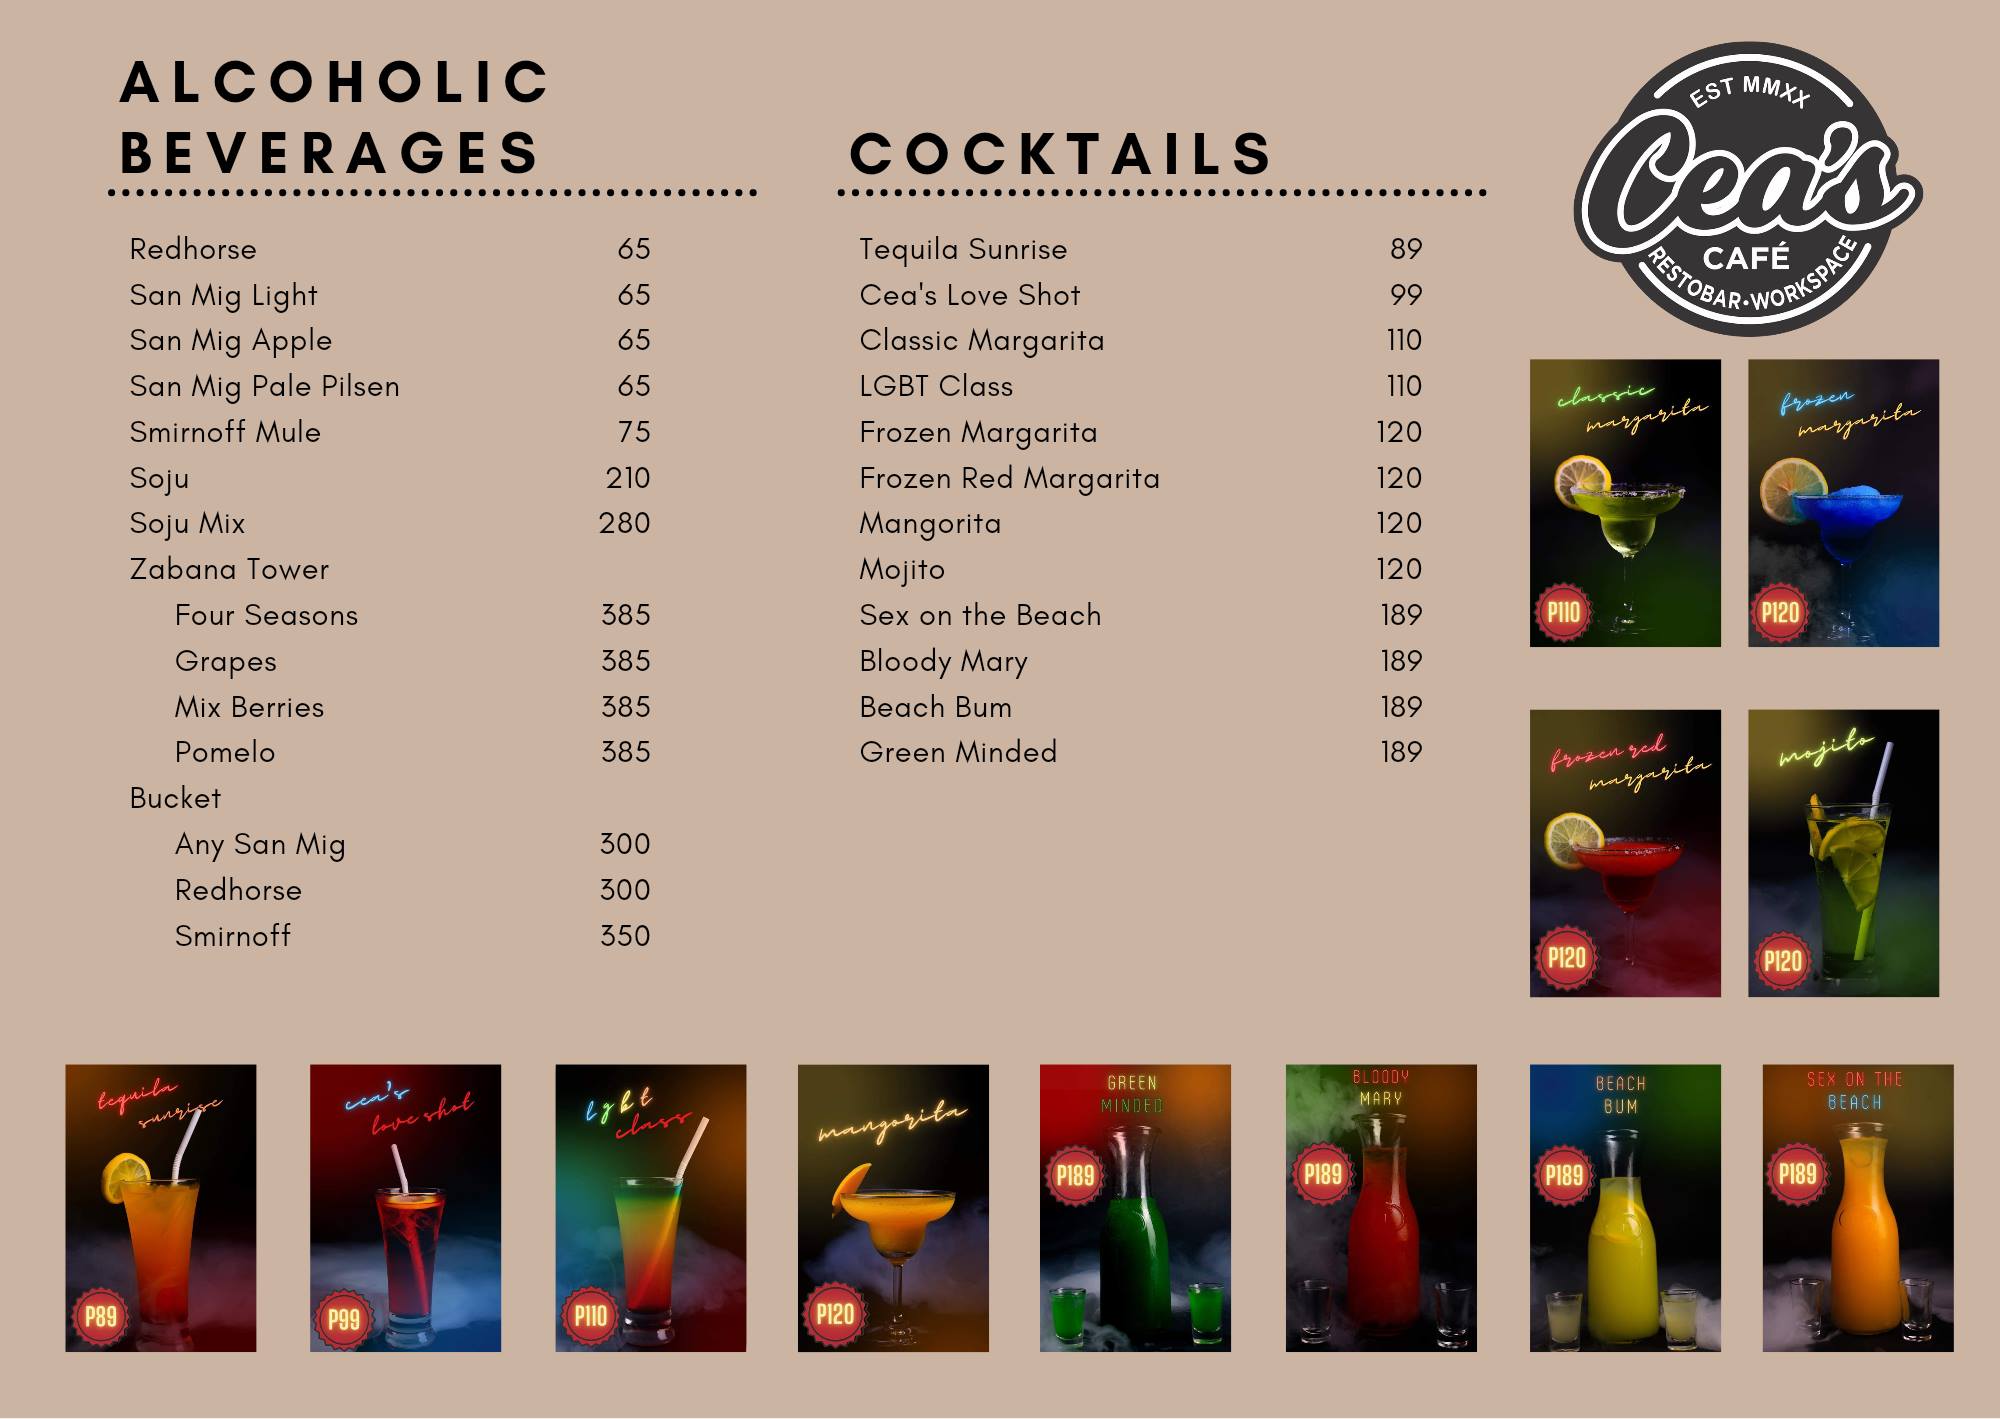 ALCOHOLIC
BEVERAGES
Redhorse 65
San Mig Light 65
San Mig Apple 65
San Mig Pale Pilsen 65
Smirnoff Mule 75
Soju 210
Soju Mix 280
Zabana Tower
Four Seasons 385
Grapes 385
Mix Berries 385
Pomelo 385
Bucket
Any San Mig 300
Redhorse 300
Smirnoff 350
COCKTAILS
Tequila Sunrise 89
Cea's Love Shot 99
Classic Margarita 110
LGBT Class 110
Frozen Margarita 120
Frozen Red Margarita 120
Mangorita 120
Mojito 120
Sex on the Beach 189
Bloody Mary 189
Beach Bum 189
Green Minded 189
EST MMXX
Cea's
CAFÉ
RESTOBAR•WORKSPACE
classic
margarita
P110
frozen
margarita
P120
frozen red
margarita
P120
mojito
P120
tequila
sunrise
P89
cea's
love shot
P99
lgbt
class
P110
mangorita
P120
GREEN
MINDED
P189
BLOODY
MARY
P189
BEACH
BUM
P189
SEX ON THE
BEACH
P189